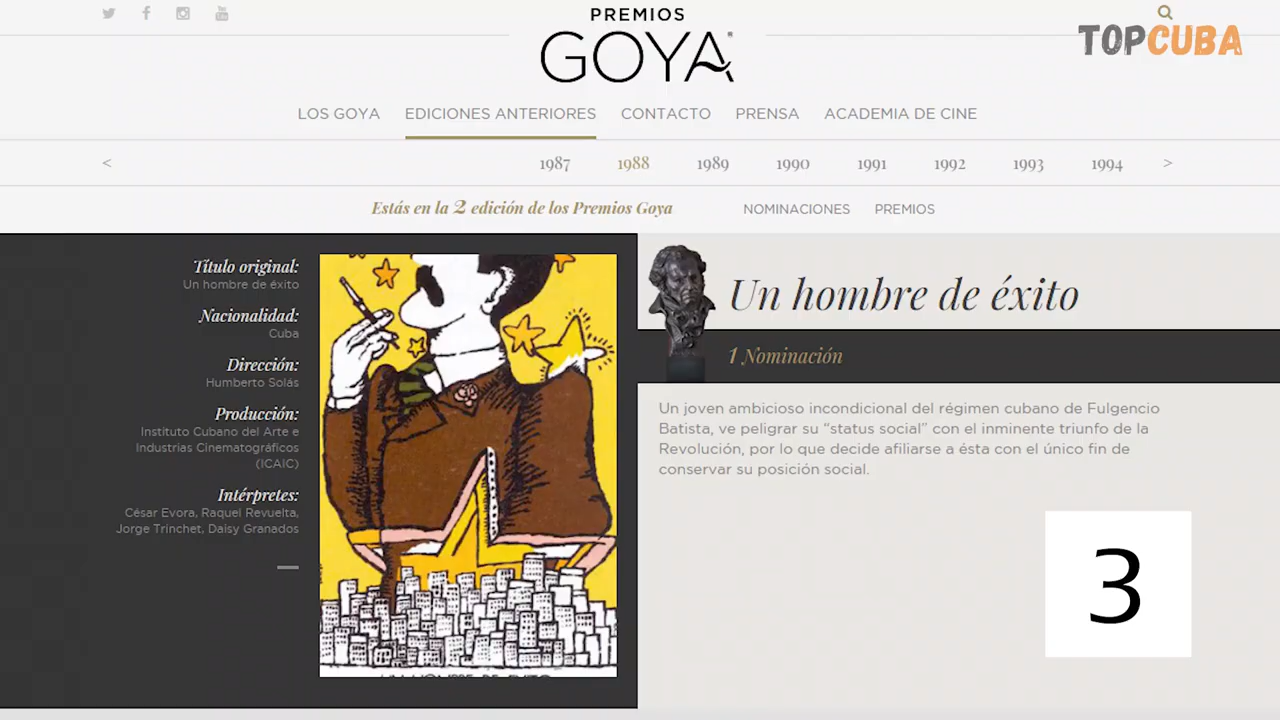 PREMIOS
GOYA
TOPCUBA
LOS GOYA EDICIONES ANTERIORES CONTACTO PRENSA ACADEMIA DE CINE
< 1987 1988 1989 1990 1991 1992 1993 1994 >
Estás en la 2 edición de los Premios Goya NOMINACIONES PREMIOS
Título original:
Un hombre de éxito
Nacionalidad:
Cuba
Dirección:
Humberto Solás
Producción:
Instituto Cubano del Arte e
Industrias Cinematográficos
(ICAIC)
Intérpretes:
César Evora, Raquel Revuelta,
Jorge Trinchet, Daisy Granados
UN HOMBRE DE EXITO
Un hombre de éxito
1 Nominación
Un joven ambicioso incondicional del régimen cubano de Fulgencio
Batista, ve peligrar su “status social” con el inminente triunfo de la
Revolución, por lo que decide afiliarse a ésta con el único fin de
conservar su posición social.
3